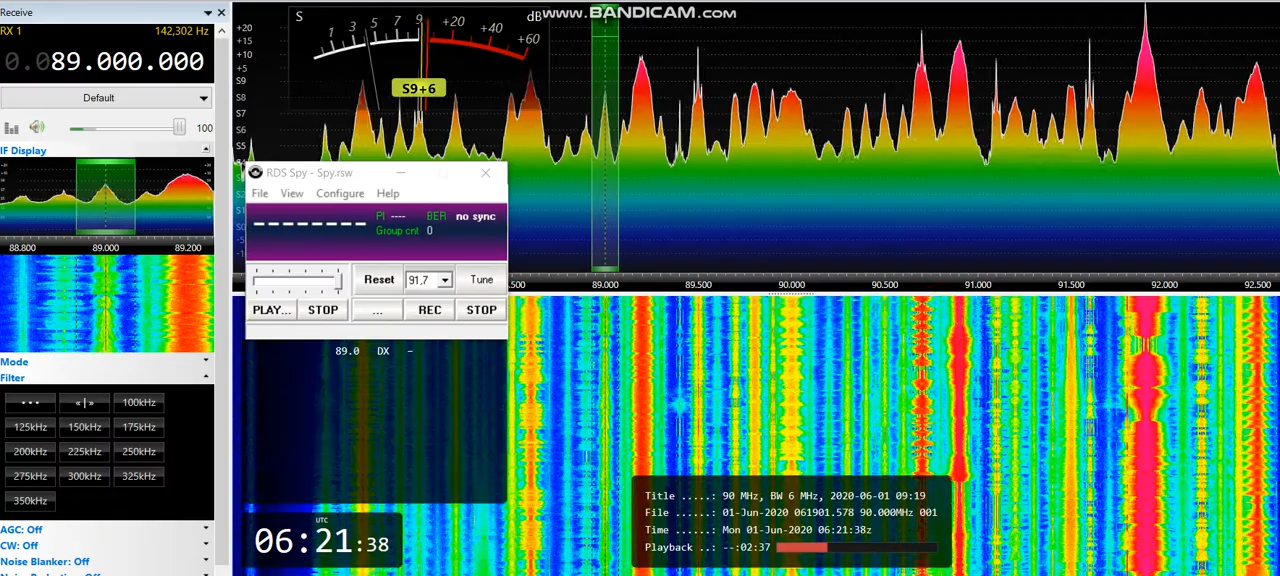 Receive
RX 1 142,302 Hz
0.089.000.000
Default
100
IF Display
88.800 89.000 89.200
Mode
Filter
••• «|» 100kHz
125kHz 150kHz 175kHz
200kHz 225kHz 250kHz
275kHz 300kHz 325kHz
350kHz
AGC: Off
CW: Off
Noise Blanker: Off
www.BANDICAM.com
S dB
1 3 5 7 9 +20 +40 +60
S9+6
+20
+15
+10
+5
S9
S8
S7
S6
S5
RDS Spy - Spy.rsw
File View Configure Help
PI ---- BER no sync
Group cnt 0
Reset 91,7 Tune
PLAY... STOP ... REC STOP
.500 89.000 89.500 90.000 90.500 91.000 91.500 92.000 92.500
89.0 DX –
UTC
06:21:38
Title .....: 90 MHz, BW 6 MHz, 2020-06-01 09:19
File ......: 01-Jun-2020 061901.578 90.000MHz 001
Time ......: Mon 01-Jun-2020 06:21:38z
Playback ..: --:02:37